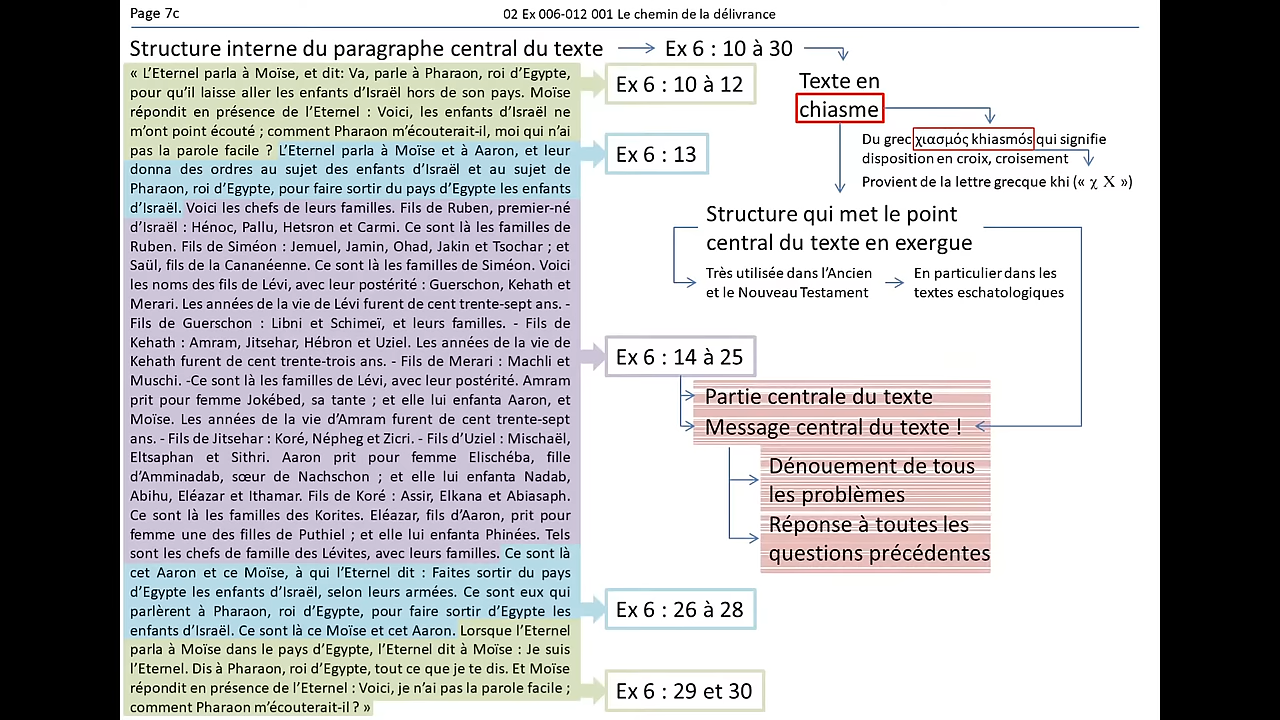 Page 7c
02 Ex 006-012 001 Le chemin de la délivrance
Structure interne du paragraphe central du texte
Ex 6 : 10 à 30
« L’Eternel parla à Moïse, et dit: Va, parle à Pharaon, roi d’Egypte,
pour qu’il laisse aller les enfants d’Israël hors de son pays. Moïse
répondit en présence de l’Eternel : Voici, les enfants d’Israël ne
m’ont point écouté ; comment Pharaon m’écouterait-il, moi qui n’ai
pas la parole facile ? L’Eternel parla à Moïse et à Aaron, et leur
donna des ordres au sujet des enfants d’Israël et au sujet de
Pharaon, roi d’Egypte, pour faire sortir du pays d’Egypte les enfants
d’Israël. Voici les chefs de leurs familles. Fils de Ruben, premier-né
d’Israël : Hénoc, Pallu, Hetsron et Carmi. Ce sont là les familles de
Ruben. Fils de Siméon : Jemuel, Jamin, Ohad, Jakin et Tsochar ; et
Saül, fils de la Cananéenne. Ce sont là les familles de Siméon. Voici
les noms des fils de Lévi, avec leur postérité : Guerschon, Kehath et
Merari. Les années de la vie de Lévi furent de cent trente-sept ans. -
Fils de Guerschon : Libni et Schimeï, et leurs familles. - Fils de
Kehath : Amram, Jitsehar, Hébron et Uziel. Les années de la vie de
Kehath furent de cent trente-trois ans. - Fils de Merari : Machli et
Muschi. -Ce sont là les familles de Lévi, avec leur postérité. Amram
prit pour femme Jokébed, sa tante ; et elle lui enfanta Aaron, et
Moïse. Les années de la vie d’Amram furent de cent trente-sept
ans. - Fils de Jitsehar : Koré, Népheg et Zicri. - Fils d’Uziel : Mischaël,
Eltsaphan et Sithri. Aaron prit pour femme Elischéba, fille
d’Amminadab, sœur de Nachschon ; et elle lui enfanta Nadab,
Abihu, Eléazar et Ithamar. Fils de Koré : Assir, Elkana et Abiasaph.
Ce sont là les familles des Korites. Eléazar, fils d’Aaron, prit pour
femme une des filles de Puthiel ; et elle lui enfanta Phinées. Tels
sont les chefs de famille des Lévites, avec leurs familles. Ce sont là
cet Aaron et ce Moïse, à qui l’Eternel dit : Faites sortir du pays
d’Egypte les enfants d’Israël, selon leurs armées. Ce sont eux qui
parlèrent à Pharaon, roi d’Egypte, pour faire sortir d’Egypte les
enfants d’Israël. Ce sont là ce Moïse et cet Aaron. Lorsque l’Eternel
parla à Moïse dans le pays d’Egypte, l’Eternel dit à Moïse : Je suis
l’Eternel. Dis à Pharaon, roi d’Egypte, tout ce que je te dis. Et Moïse
répondit en présence de l’Eternel : Voici, je n’ai pas la parole facile ;
comment Pharaon m’écouterait-il ? »
Ex 6 : 10 à 12
Ex 6 : 13
Ex 6 : 14 à 25
Ex 6 : 26 à 28
Ex 6 : 29 et 30
Texte en
chiasme
Du grec χιασμός khiasmós qui signifie
disposition en croix, croisement
Provient de la lettre grecque khi (« χ Χ »)
Structure qui met le point
central du texte en exergue
Très utilisée dans l’Ancien
et le Nouveau Testament
En particulier dans les
textes eschatologiques
Partie centrale du texte
Message central du texte !
Dénouement de tous
les problèmes
Réponse à toutes les
questions précédentes